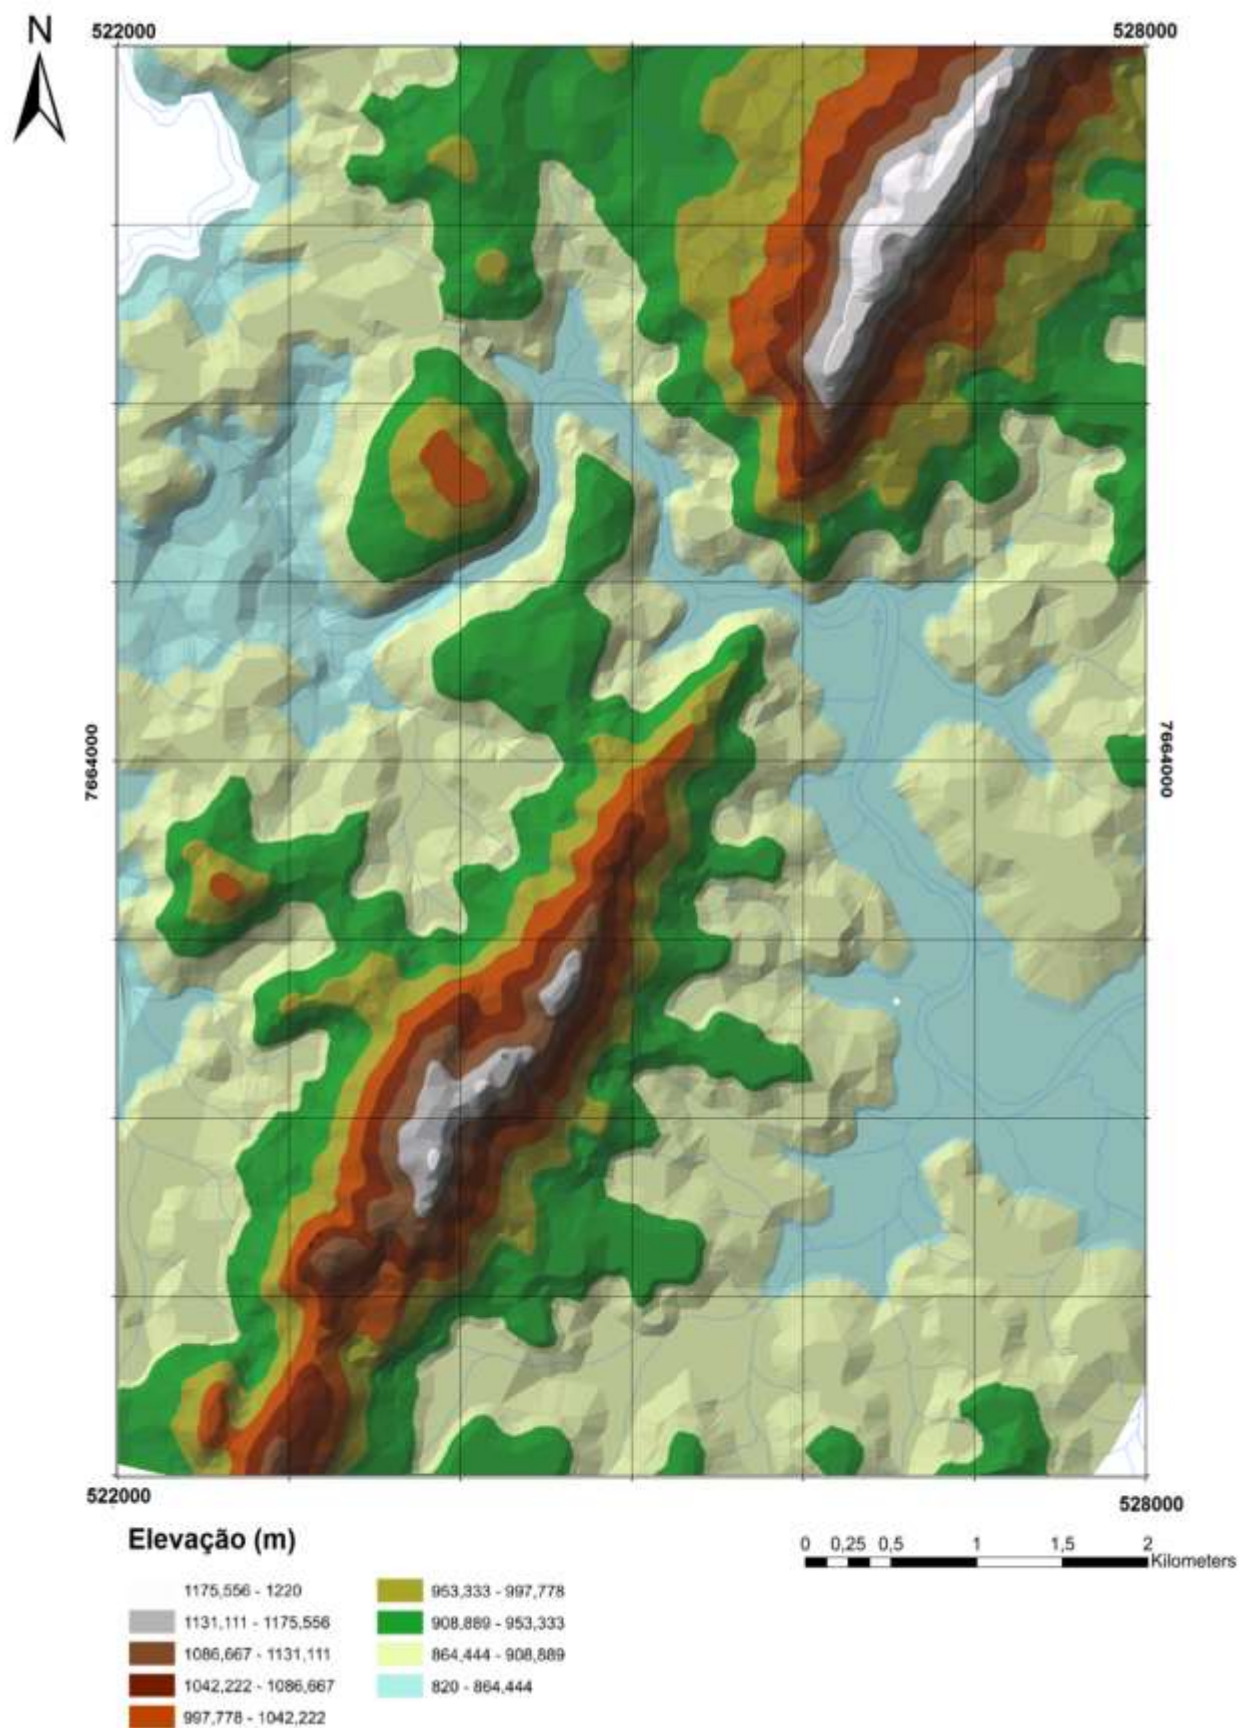 N
522000
528000
7664000
7664000
522000
528000
Elevação (m)
1175,556 - 1220
1131,111 - 1175,556
1086,667 - 1131,111
1042,222 - 1086,667
997,778 - 1042,222
953,333 - 997,778
908,889 - 953,333
864,444 - 908,889
820 - 864,444
0 0,25 0,5 1 1,5 2
Kilometers